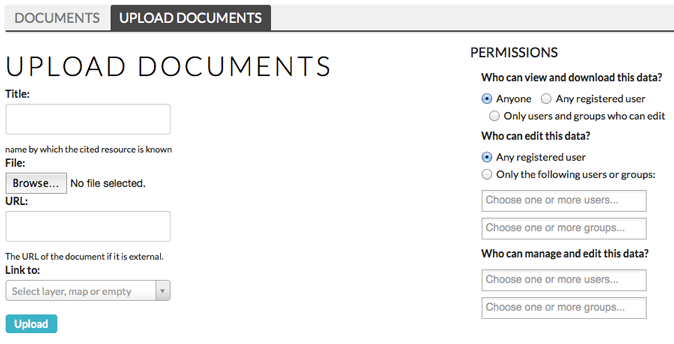 DOCUMENTS
UPLOAD DOCUMENTS
UPLOAD DOCUMENTS
Title:
name by which the cited resource is known
File:
Browse... No file selected.
URL:
The URL of the document if it is external.
Link to:
Select layer, map or empty
Upload
PERMISSIONS
Who can view and download this data?
Anyone Any registered user
Only users and groups who can edit
Who can edit this data?
Any registered user
Only the following users or groups:
Choose one or more users...
Choose one or more groups...
Who can manage and edit this data?
Choose one or more users...
Choose one or more groups...